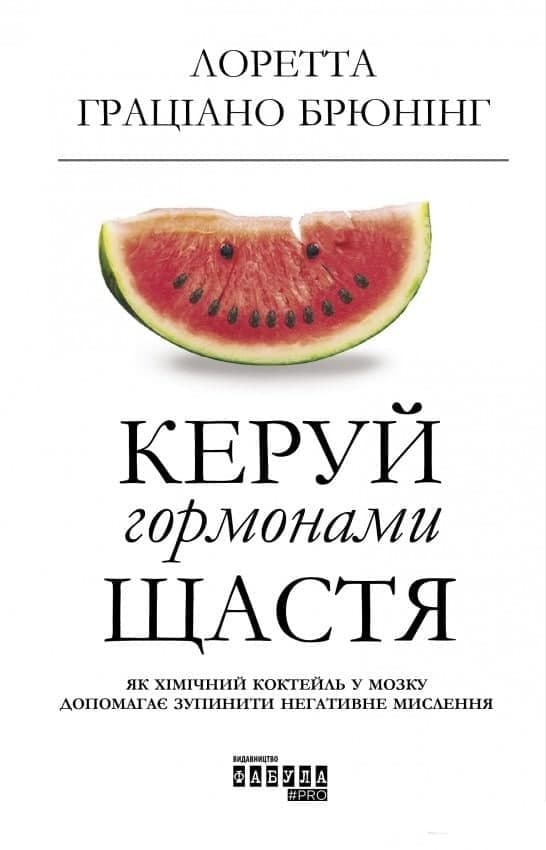 ЛОРЕТТА
ГРАЦІАНО БРЮНІНГ
КЕРУЙ
гормонами
ЩАСТЯ
ЯК ХІМІЧНИЙ КОКТЕЙЛЬ У МОЗКУ
ДОПОМАГАЄ ЗУПИНИТИ НЕГАТИВНЕ МИСЛЕННЯ
ВИДАВНИЦТВО
ФАБУЛА
#PRO